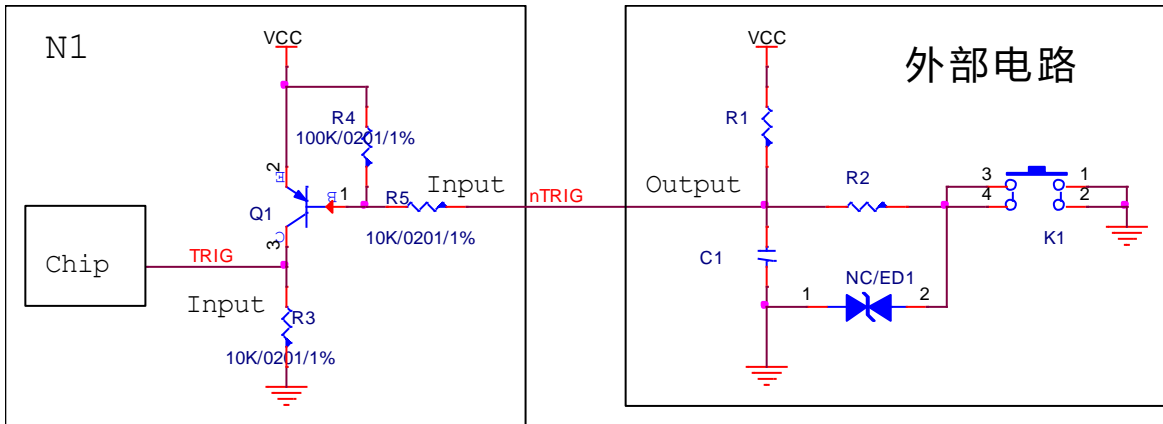 N1
VCC
R4
100K/0201/1%
2
E
B
1
Input
R5
10K/0201/1%
Q1
C
3
nTRIG
Chip
TRIG
Input
R3
10K/0201/1%
外部电路
VCC
R1
Output
R2
3
4
1
2
K1
C1
NC/ED1
1
2